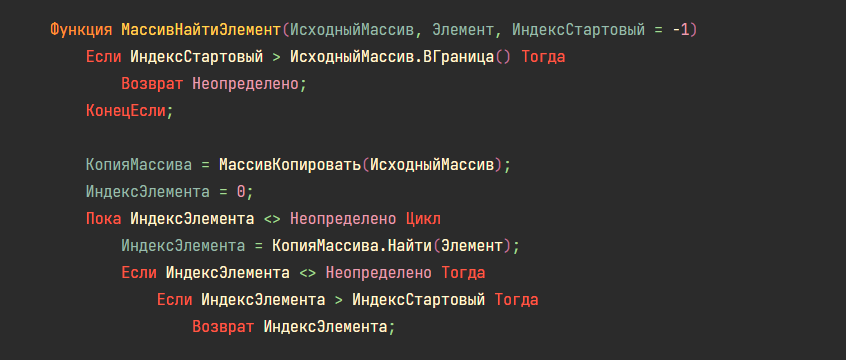 Функция МассивНайтиЭлемент(ИсходныйМассив, Элемент, ИндексСтартовый = -1)
Если ИндексСтартовый > ИсходныйМассив.ВГраница() Тогда
Возврат Неопределено;
КонецЕсли;
КопияМассива = МассивКопировать(ИсходныйМассив);
ИндексЭлемента = 0;
Пока ИндексЭлемента <> Неопределено Цикл
ИндексЭлемента = КопияМассива.Найти(Элемент);
Если ИндексЭлемента <> Неопределено Тогда
Если ИндексЭлемента > ИндексСтартовый Тогда
Возврат ИндексЭлемента;